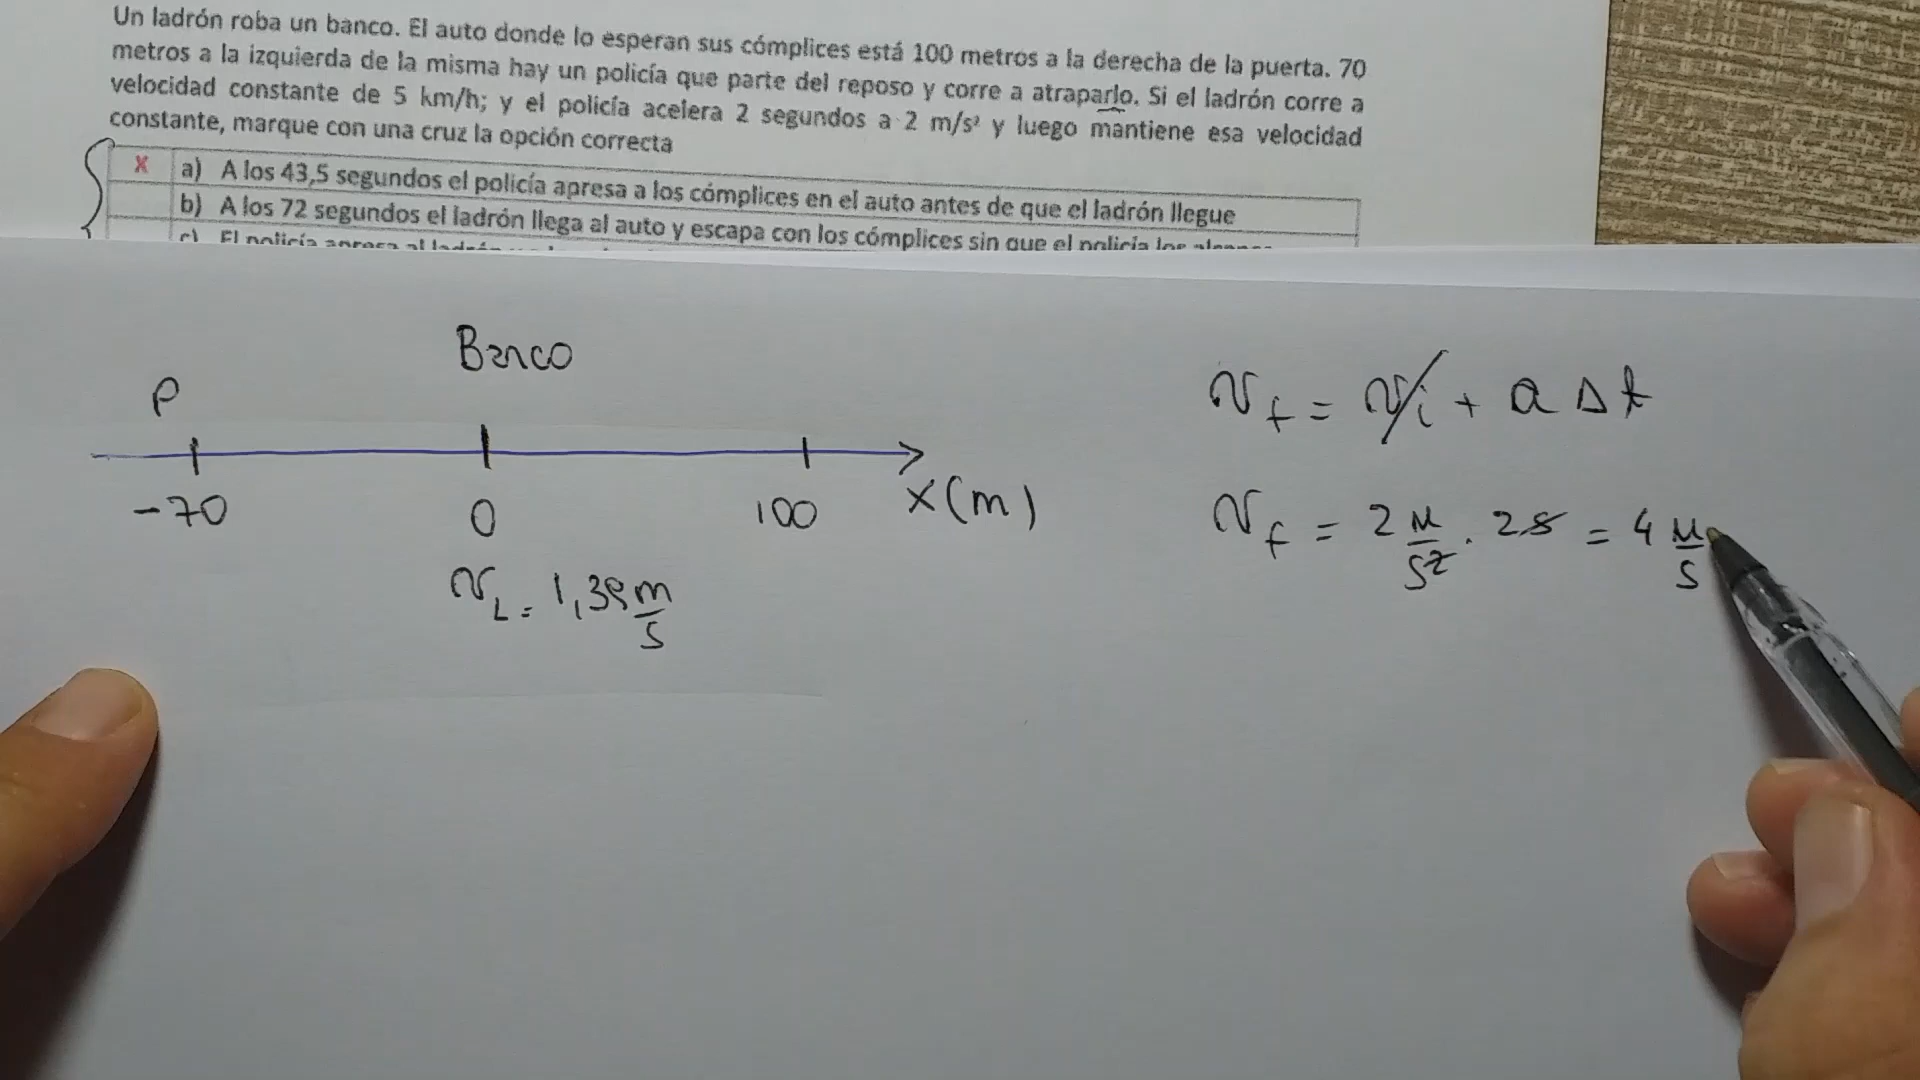 Un ladrón roba un banco. El auto donde lo esperan sus cómplices está 100 metros a la derecha de la puerta. 70
metros a la izquierda de la misma hay un policía que parte del reposo y corre a atraparlo. Si el ladrón corre a
velocidad constante de 5 km/h; y el policía acelera 2 segundos a 2 m/s² y luego mantiene esa velocidad
constante, marque con una cruz la opción correcta
X a) A los 43,5 segundos el policía apresa a los cómplices en el auto antes de que el ladrón llegue
b) A los 72 segundos el ladrón llega al auto y escapa con los cómplices sin que el policía los
c) El policía apresa al
Banco
P
-70 0 100 X(m)
V_L = 1,39 m/s
V_f = V_i + a Δt
V_f = 2 m/s² . 2s = 4 m/s